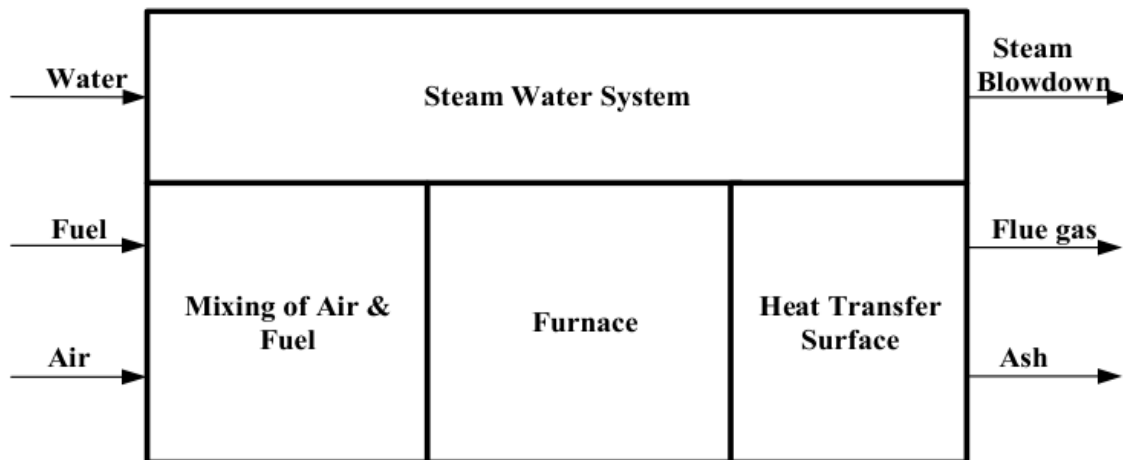 Water
Steam Water System
Steam
Blowdown
Fuel
Air
Mixing of Air &
Fuel
Furnace
Heat Transfer
Surface
Flue gas
Ash